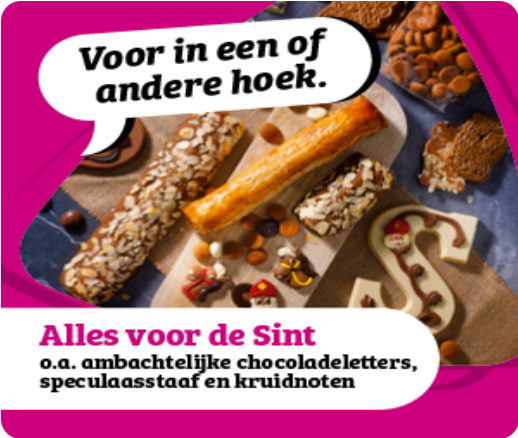 Voor in een of
andere hoek.
Alles voor de Sint
o.a. ambachtelijke chocoladeletters,
speculaasstaaf en kruidnoten